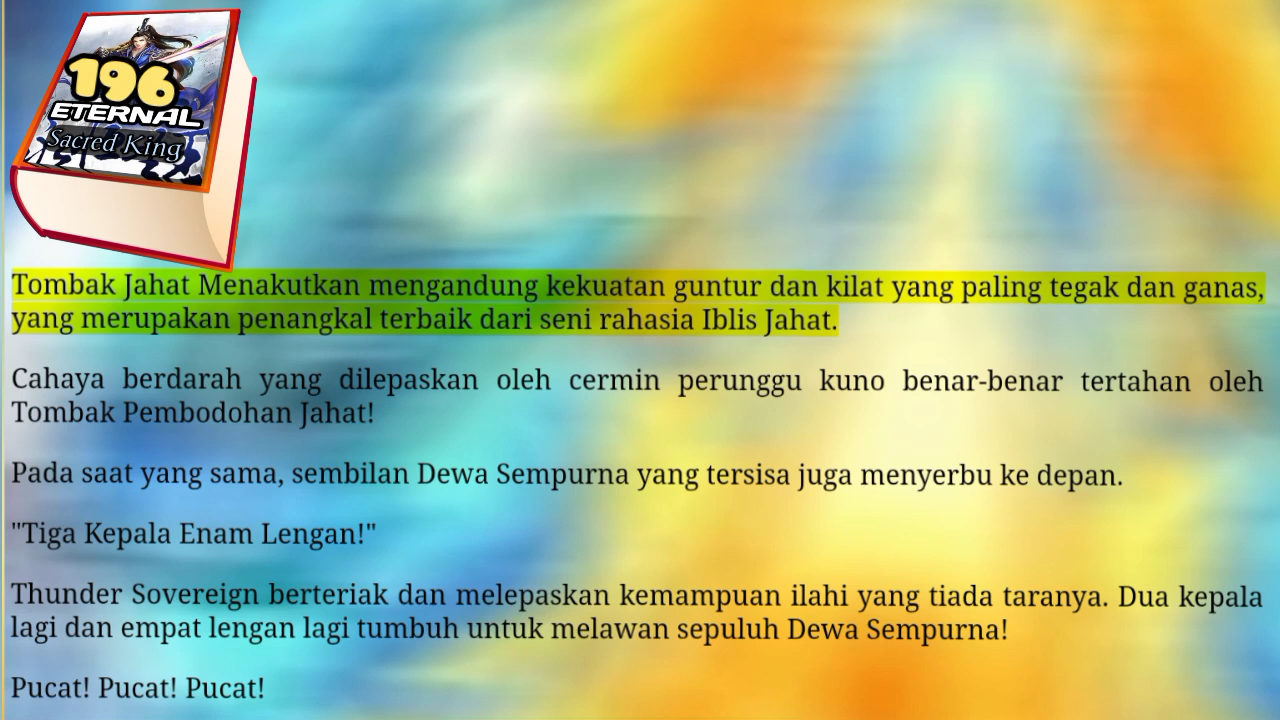 196
ETERNAL
Sacred King
Tombak Jahat Menakutkan mengandung kekuatan guntur dan kilat yang paling tegak dan ganas,
yang merupakan penangkal terbaik dari seni rahasia Iblis Jahat.
Cahaya berdarah yang dilepaskan oleh cermin perunggu kuno benar-benar tertahan oleh
Tombak Pembodohan Jahat!
Pada saat yang sama, sembilan Dewa Sempurna yang tersisa juga menyerbu ke depan.
"Tiga Kepala Enam Lengan!"
Thunder Sovereign berteriak dan melepaskan kemampuan ilahi yang tiada taranya. Dua kepala
lagi dan empat lengan lagi tumbuh untuk melawan sepuluh Dewa Sempurna!
Pucat! Pucat! Pucat!